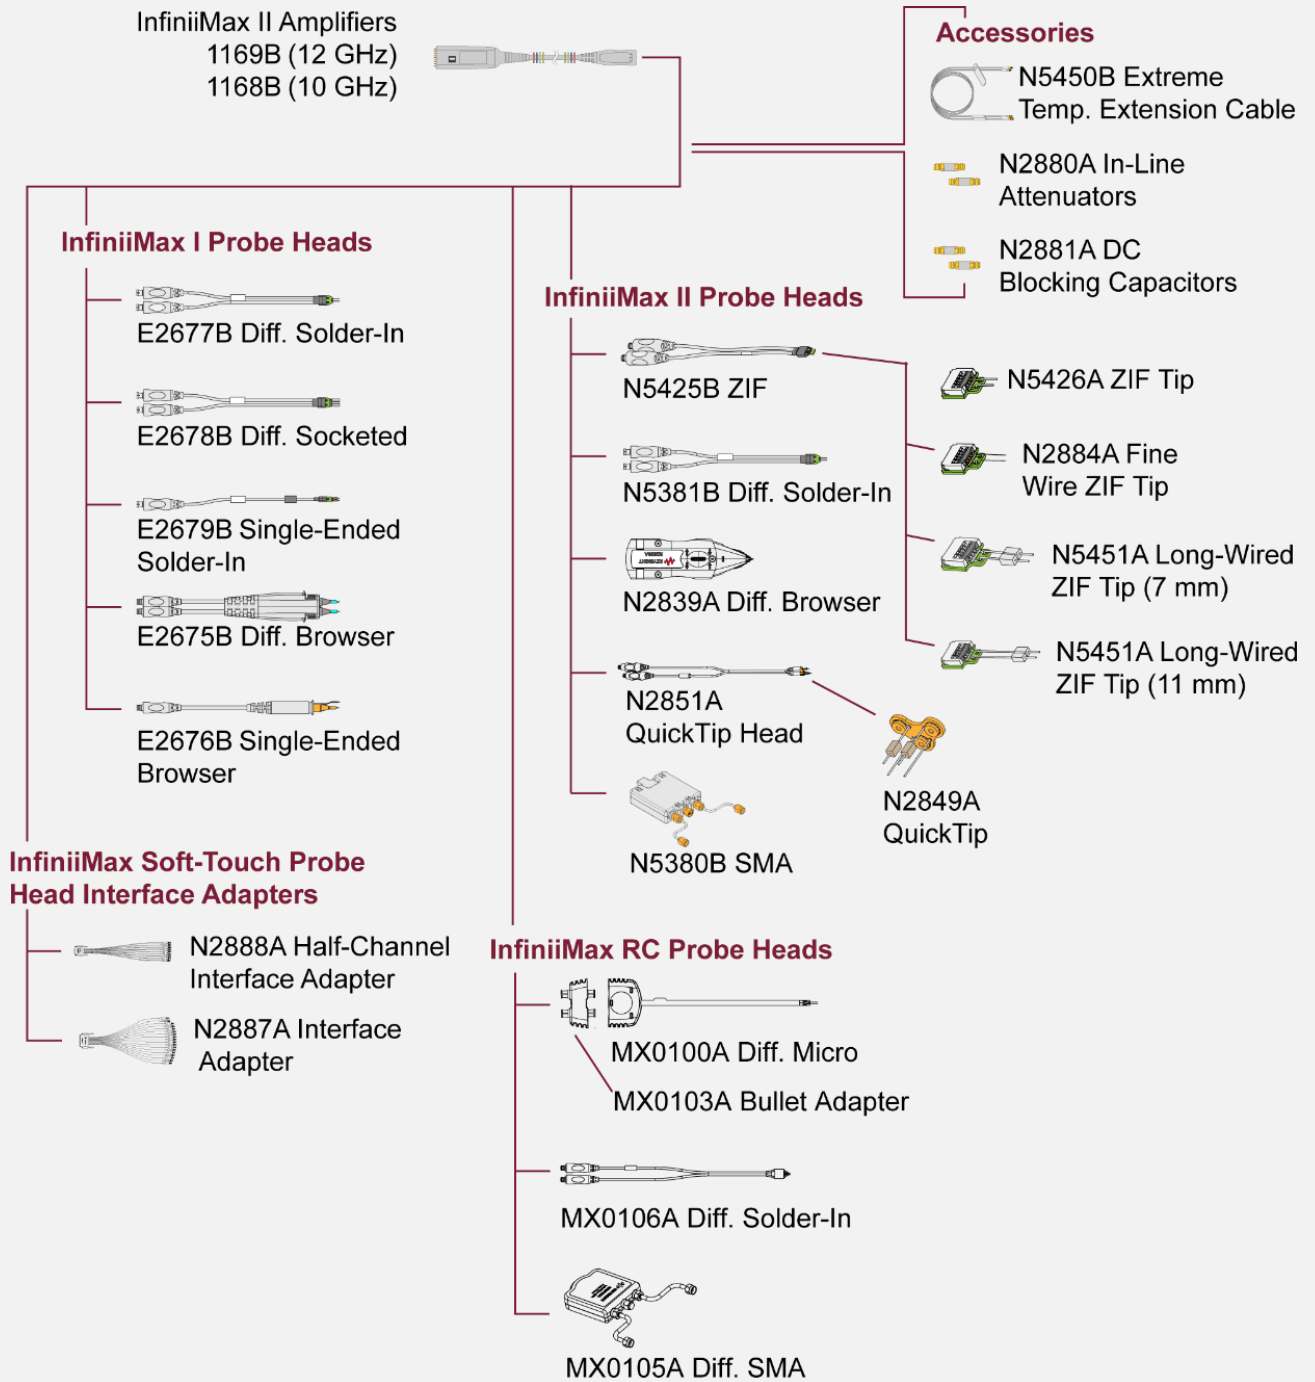 InfiniiMax II Amplifiers
1169B (12 GHz)
1168B (10 GHz)
Accessories
N5450B Extreme
Temp. Extension Cable
N2880A In-Line
Attenuators
N2881A DC
Blocking Capacitors
InfiniiMax I Probe Heads
E2677B Diff. Solder-In
E2678B Diff. Socketed
E2679B Single-Ended
Solder-In
E2675B Diff. Browser
E2676B Single-Ended
Browser
InfiniiMax II Probe Heads
N5425B ZIF
N5426A ZIF Tip
N2884A Fine
Wire ZIF Tip
N5451A Long-Wired
ZIF Tip (7 mm)
N5451A Long-Wired
ZIF Tip (11 mm)
N5381B Diff. Solder-In
KEYSIGHT
N2839A
N2839A Diff. Browser
N2851A
QuickTip Head
N2849A
QuickTip
N5380B SMA
InfiniiMax Soft-Touch Probe
Head Interface Adapters
N2888A Half-Channel
Interface Adapter
N2887A Interface
Adapter
InfiniiMax RC Probe Heads
MX0100A Diff. Micro
MX0103A Bullet Adapter
MX0106A Diff. Solder-In
MX0105A Diff. SMA